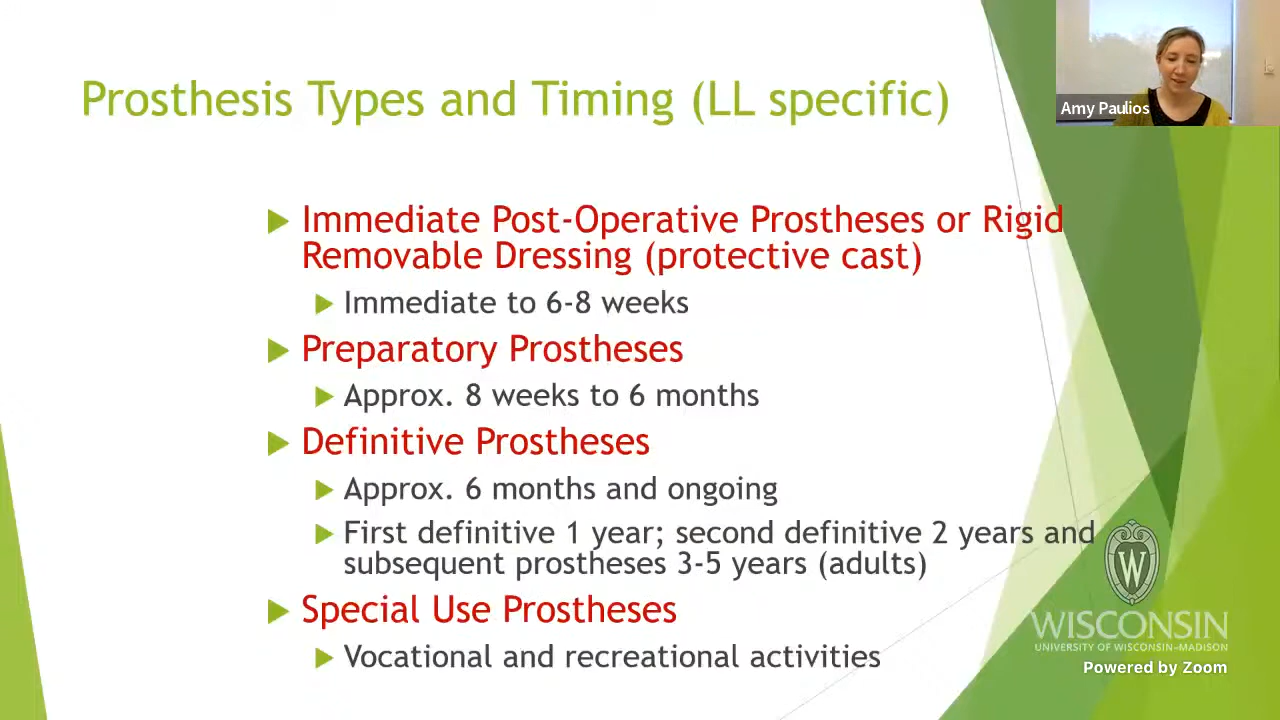 Prosthesis Types and Timing (LL specific)
Amy Paulios
Immediate Post-Operative Prostheses or Rigid
Removable Dressing (protective cast)
Immediate to 6-8 weeks
Preparatory Prostheses
Approx. 8 weeks to 6 months
Definitive Prostheses
Approx. 6 months and ongoing
First definitive 1 year; second definitive 2 years and
subsequent prostheses 3-5 years (adults)
Special Use Prostheses
Vocational and recreational activities
W
WISCONSIN
UNIVERSITY OF WISCONSIN–MADISON
Powered by Zoom